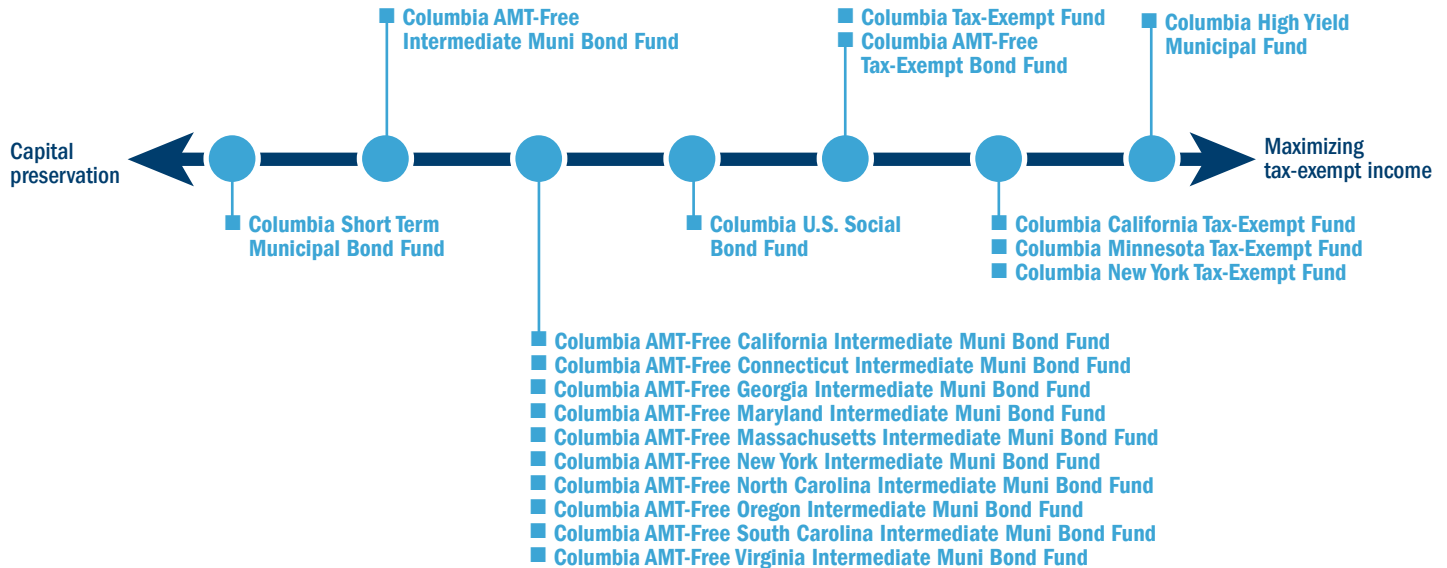 Columbia AMT-Free
Intermediate Muni Bond Fund
Columbia Tax-Exempt Fund
Columbia AMT-Free
Tax-Exempt Bond Fund
Columbia High Yield
Municipal Fund
Capital
preservation
Maximizing
tax-exempt income
Columbia Short Term
Municipal Bond Fund
Columbia U.S. Social
Bond Fund
Columbia California Tax-Exempt Fund
Columbia Minnesota Tax-Exempt Fund
Columbia New York Tax-Exempt Fund
Columbia AMT-Free California Intermediate Muni Bond Fund
Columbia AMT-Free Connecticut Intermediate Muni Bond Fund
Columbia AMT-Free Georgia Intermediate Muni Bond Fund
Columbia AMT-Free Maryland Intermediate Muni Bond Fund
Columbia AMT-Free Massachusetts Intermediate Muni Bond Fund
Columbia AMT-Free New York Intermediate Muni Bond Fund
Columbia AMT-Free North Carolina Intermediate Muni Bond Fund
Columbia AMT-Free Oregon Intermediate Muni Bond Fund
Columbia AMT-Free South Carolina Intermediate Muni Bond Fund
Columbia AMT-Free Virginia Intermediate Muni Bond Fund